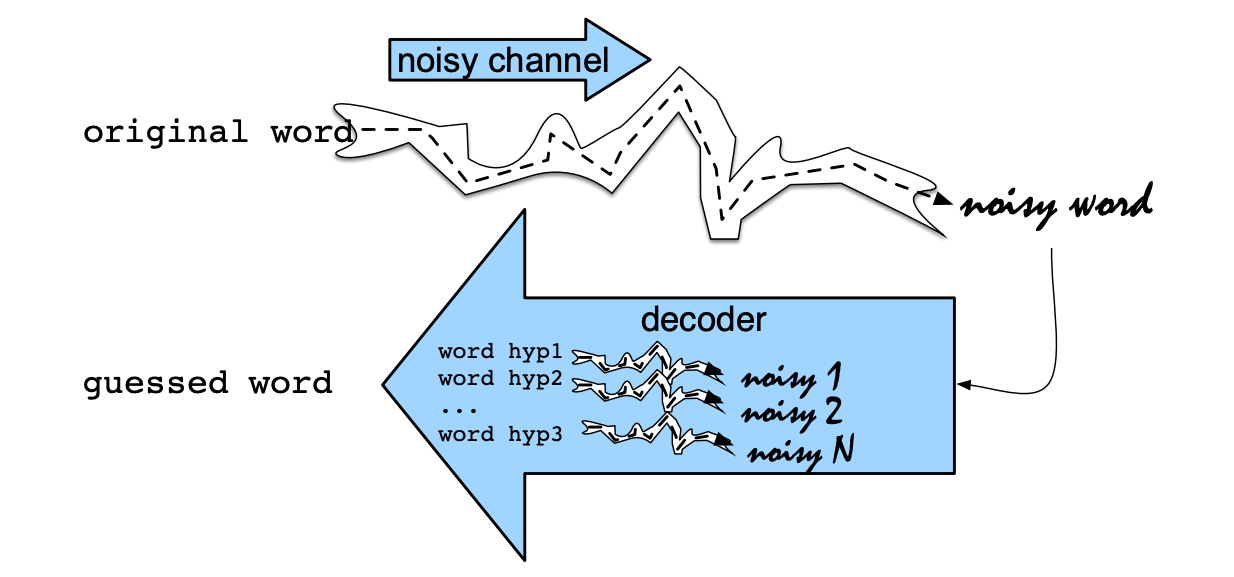 noisy channel
original word
noisy word
decoder
word hyp1
noisy 1
word hyp2
noisy 2
...
word hyp3
noisy N
guessed word